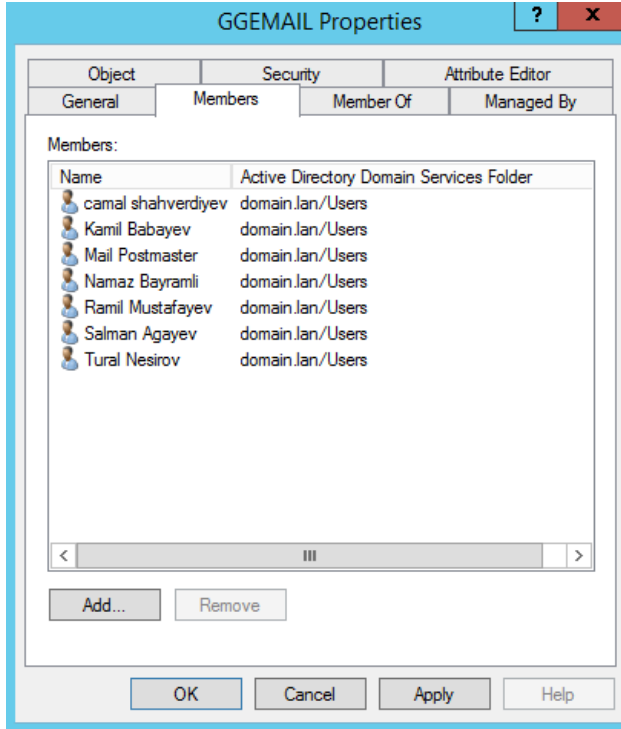 GGEMAIL Properties
?
x
Object Security Attribute Editor
General Members Member Of Managed By
Members:
Name Active Directory Domain Services Folder
camal shahverdiyev domain.lan/Users
Kamil Babayev domain.lan/Users
Mail Postmaster domain.lan/Users
Namaz Bayramli domain.lan/Users
Ramil Mustafayev domain.lan/Users
Salman Agayev domain.lan/Users
Tural Nesirov domain.lan/Users
Add... Remove
OK Cancel Apply Help